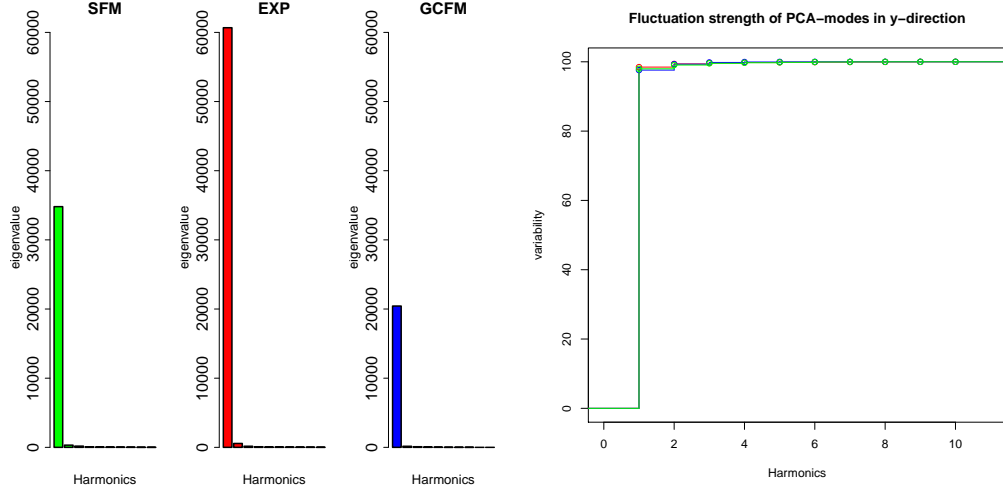 SFM
EXP
GCFM
Fluctuation strength of PCA−modes in y−direction
eigenvalue
0
10000
20000
30000
40000
50000
60000
Harmonics
eigenvalue
0
10000
20000
30000
40000
50000
60000
Harmonics
eigenvalue
0
10000
20000
30000
40000
50000
60000
Harmonics
variability
0
20
40
60
80
100
0 2 4 6 8 10
Harmonics